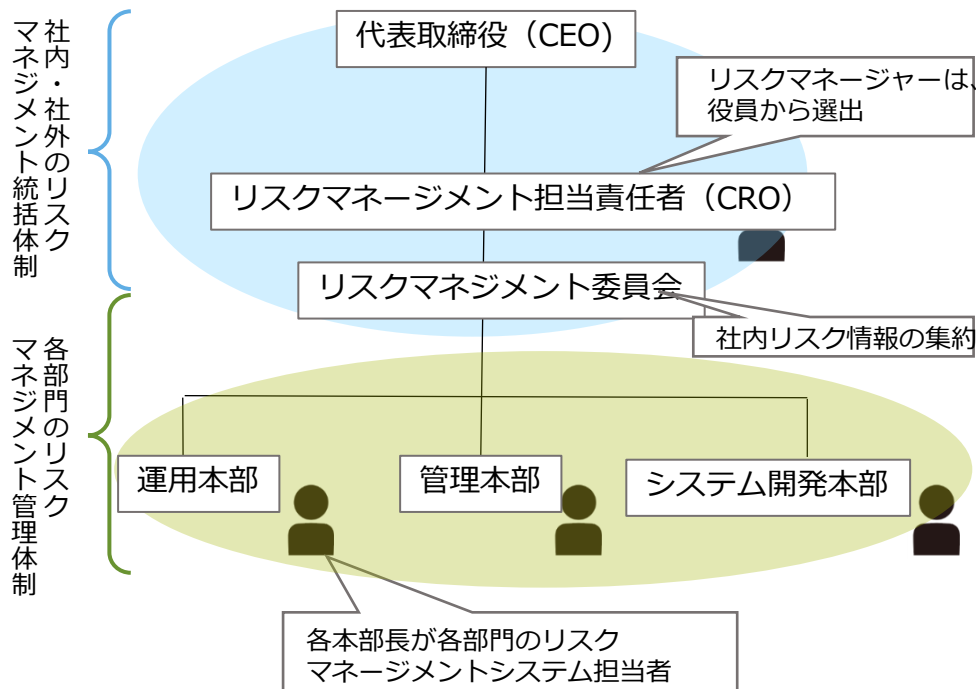 社内・社外のリスク
マネジメント統括体制
代表取締役（CEO)
リスクマネージャーは、
役員から選出
リスクマネージメント担当責任者（CRO）
リスクマネジメント委員会
社内リスク情報の集約
各部門のリスク
マネジメント管理体制
運用本部
管理本部
システム開発本部
各本部長が各部門のリスク
マネージメントシステム担当者